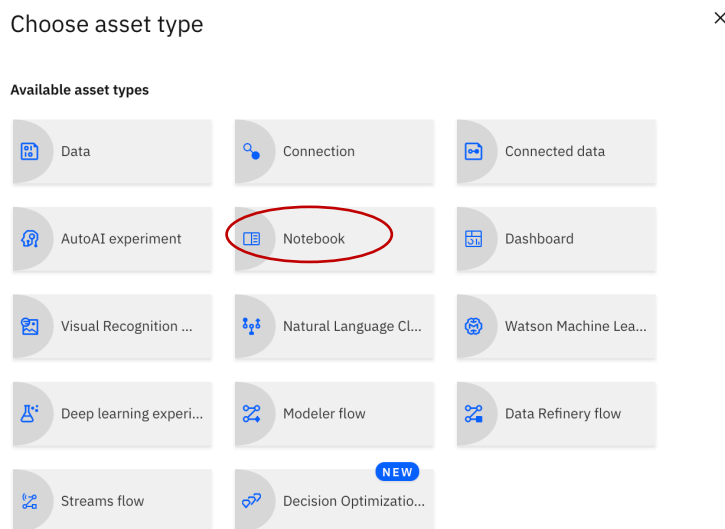 Choose asset type
Available asset types
Data
Connection
Connected data
AutoAI experiment
Notebook
Dashboard
Visual Recognition ...
Natural Language Cl...
Watson Machine Lea...
Deep learning experi...
Modeler flow
Data Refinery flow
Streams flow
NEW
Decision Optimizatio...